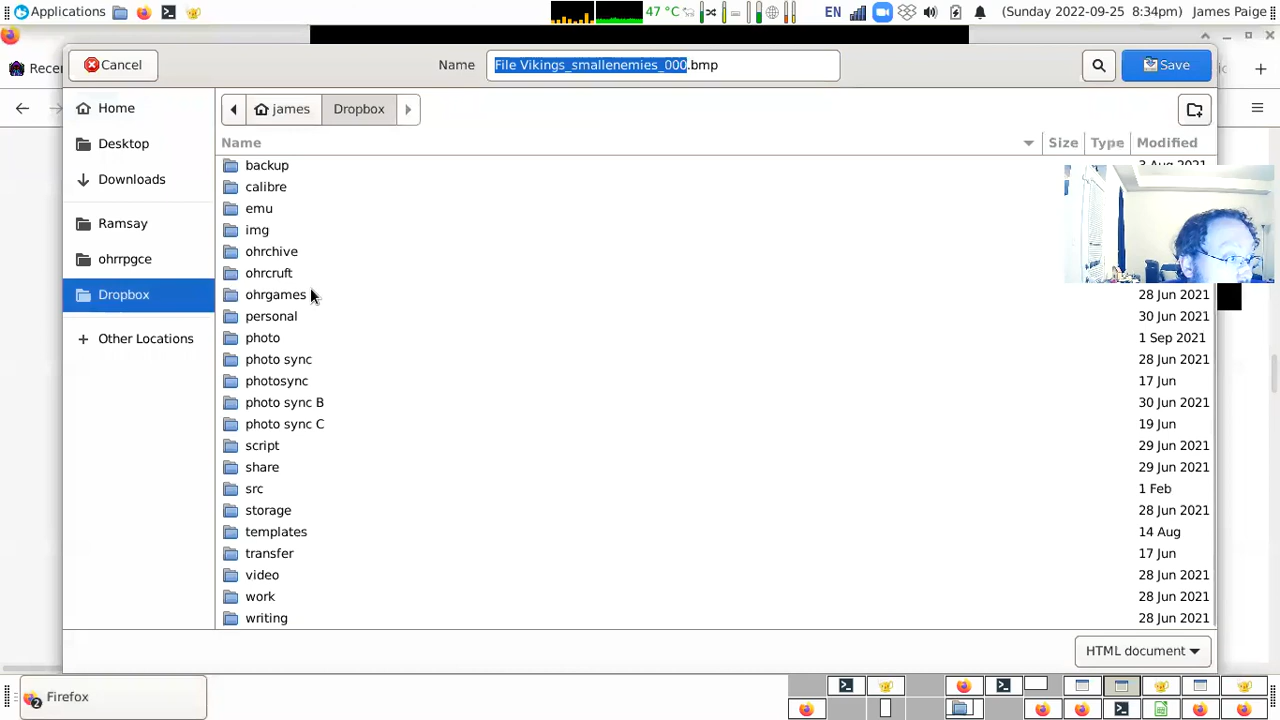 Applications 47 °C EN (Sunday 2022-09-25 8:34pm) James Paige
Cancel Name File Vikings_smallenemies_000.bmp Save
Recen
Home james Dropbox
Desktop
Downloads
Ramsay
ohrrpgce
Dropbox
+ Other Locations
Name Size Type Modified
backup 3 Aug 2021
calibre
emu
img
ohrchive
ohrcruft
ohrgames 28 Jun 2021
personal 30 Jun 2021
photo 1 Sep 2021
photo sync 28 Jun 2021
photosync 17 Jun
photo sync B 30 Jun 2021
photo sync C 19 Jun
script 29 Jun 2021
share 29 Jun 2021
src 1 Feb
storage 28 Jun 2021
templates 14 Aug
transfer 17 Jun
video 28 Jun 2021
work 28 Jun 2021
writing 28 Jun 2021
HTML document
2 Firefox